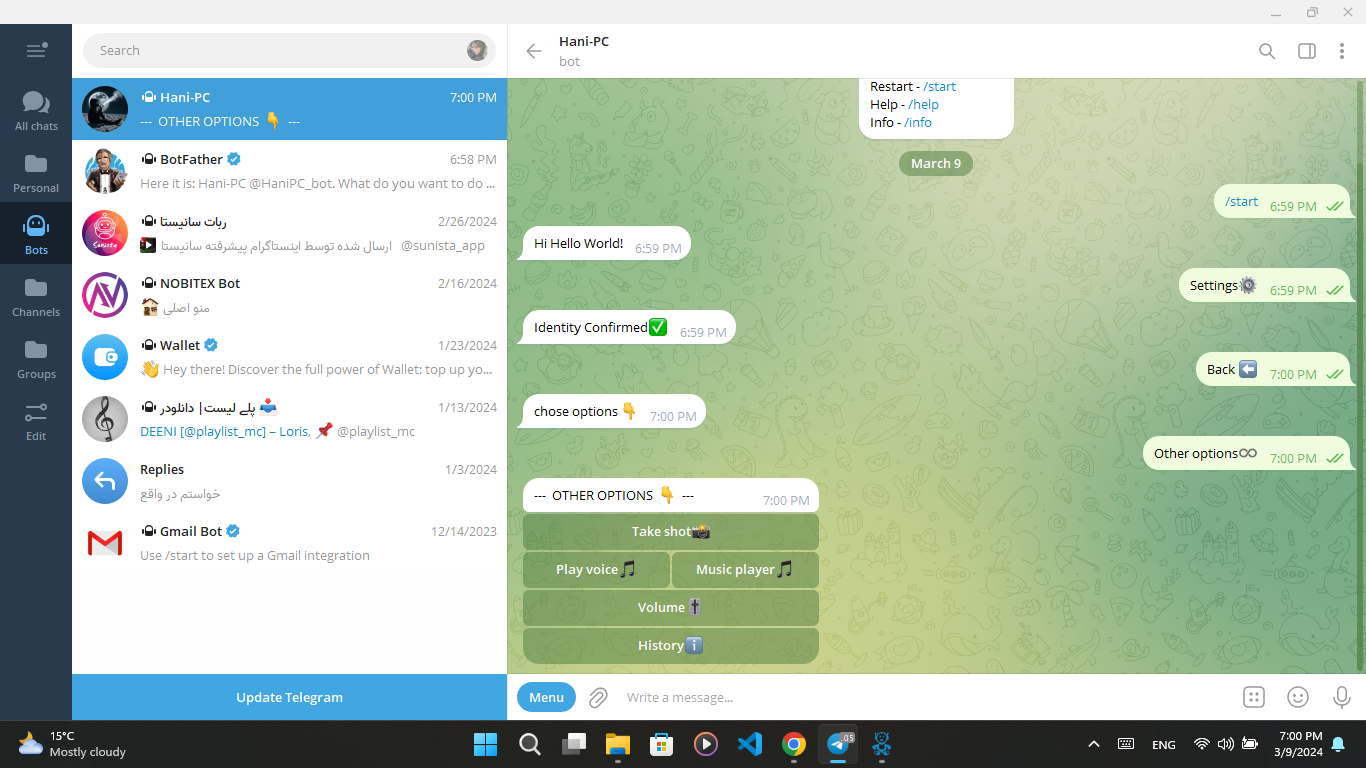 Search
All chats
Personal
Bots
Channels
Groups
Edit
Hani-PC 7:00 PM
--- OTHER OPTIONS 👇 ---
BotFather 6:58 PM
Here it is: Hani-PC @HaniPC_bot. What do you want to do ...
ربات سانیستا 2/26/2024
ارسال شده توسط اینستاگرام پیشرفته سانیستا @sunista_app
NOBITEX Bot 2/16/2024
🏠 منو اصلی
Wallet 1/23/2024
👋 Hey there! Discover the full power of Wallet: top up yo...
پلے لیست| دانلودر 📥 1/13/2024
DEENI [@playlist_mc] – Loris, 📌 @playlist_mc
Replies 1/3/2024
خواستم در واقع
Gmail Bot 12/14/2023
Use /start to set up a Gmail integration
Update Telegram
Hani-PC
bot
Restart - /start
Help - /help
Info - /info
March 9
/start 6:59 PM
Hi Hello World! 6:59 PM
Settings⚙️ 6:59 PM
Identity Confirmed✅ 6:59 PM
Back ⬅️ 7:00 PM
chose options 👇 7:00 PM
Other options♾ 7:00 PM
--- OTHER OPTIONS 👇 --- 7:00 PM
Take shot📸
Play voice🎵
Music player🎵
Volume🎚
History ℹ️
Menu
Write a message...
15°C
Mostly cloudy
.05
ENG
7:00 PM
3/9/2024